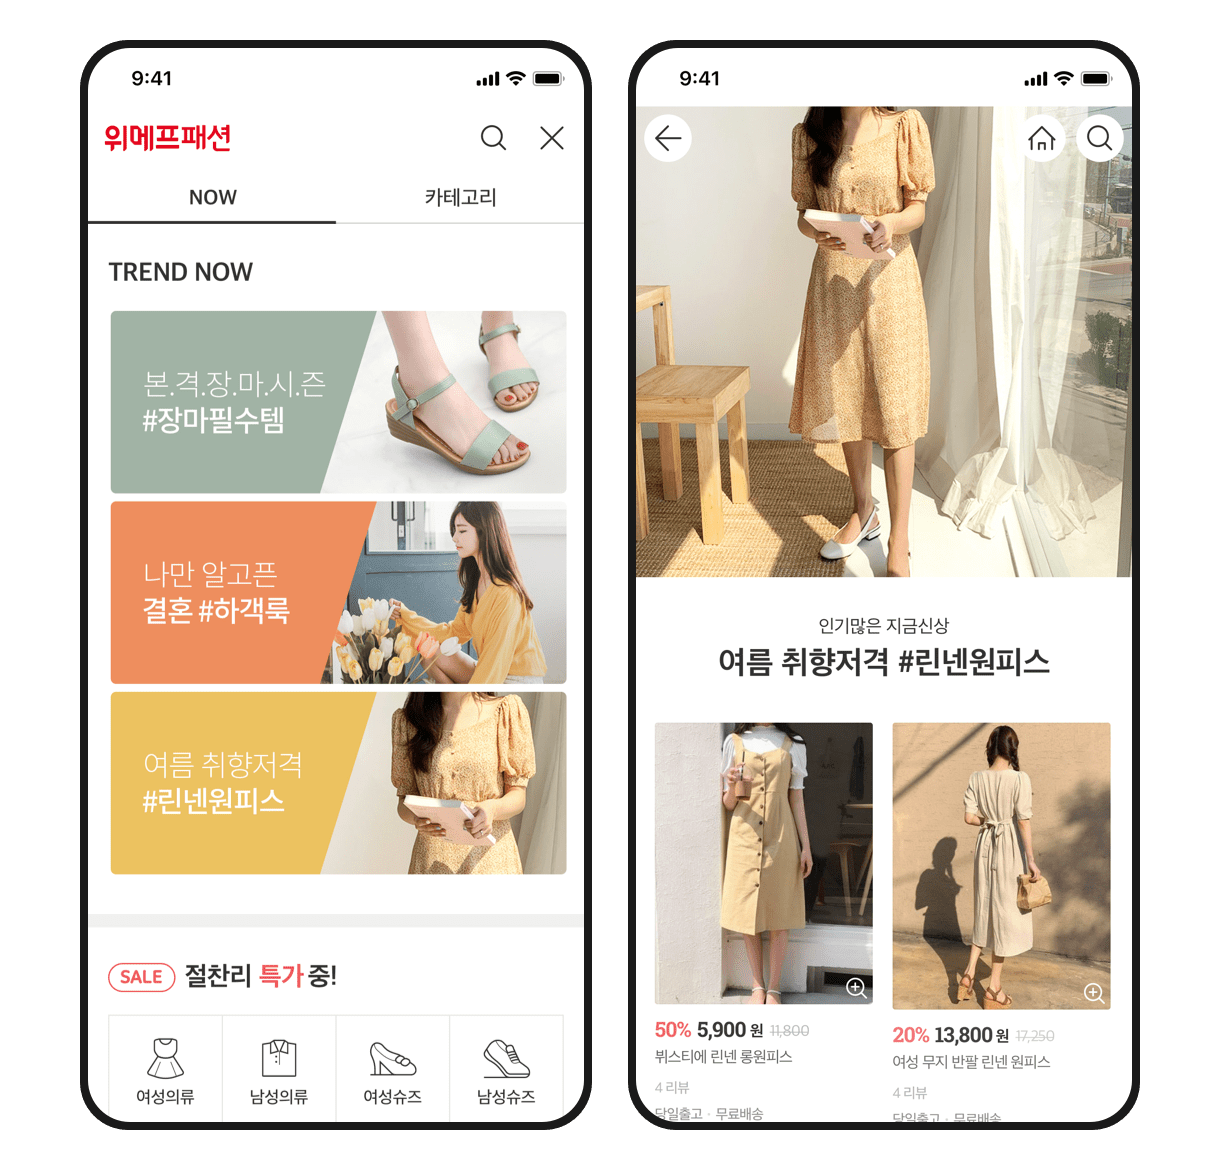 9:41
위메프패션
NOW
카테고리
TREND NOW
본.격.장.마.시.즌
#장마필수템
나만 알고픈
결혼 #하객룩
여름 취향저격
#린넨원피스
SALE 절찬리 특가 중!
여성의류
남성의류
여성슈즈
남성슈즈
9:41
인기많은 지금신상
여름 취향저격 #린넨원피스
50% 5,900 원 11,800
뷔스티에 린넨 롱원피스
4 리뷰
당일출고 · 무료배송
20% 13,800 원 17,250
여성 무지 반팔 린넨 원피스
4 리뷰
당일출고 · 무료배송